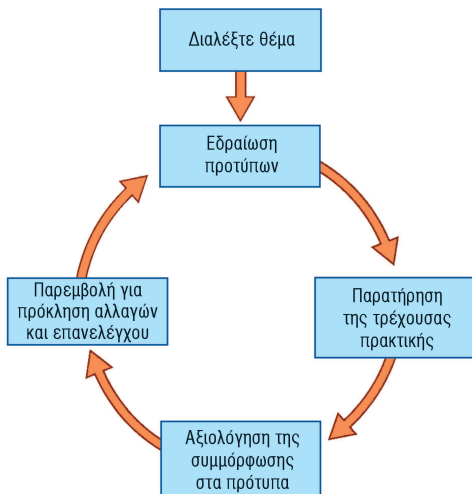 Διαλέξτε θέμα
Εδραίωση
προτύπων
Παρατήρηση
της τρέχουσας
πρακτικής
Αξιολόγηση της
συμμόρφωσης
στα πρότυπα
Παρεμβολή για
πρόκληση αλλαγών
και επανελέγχου